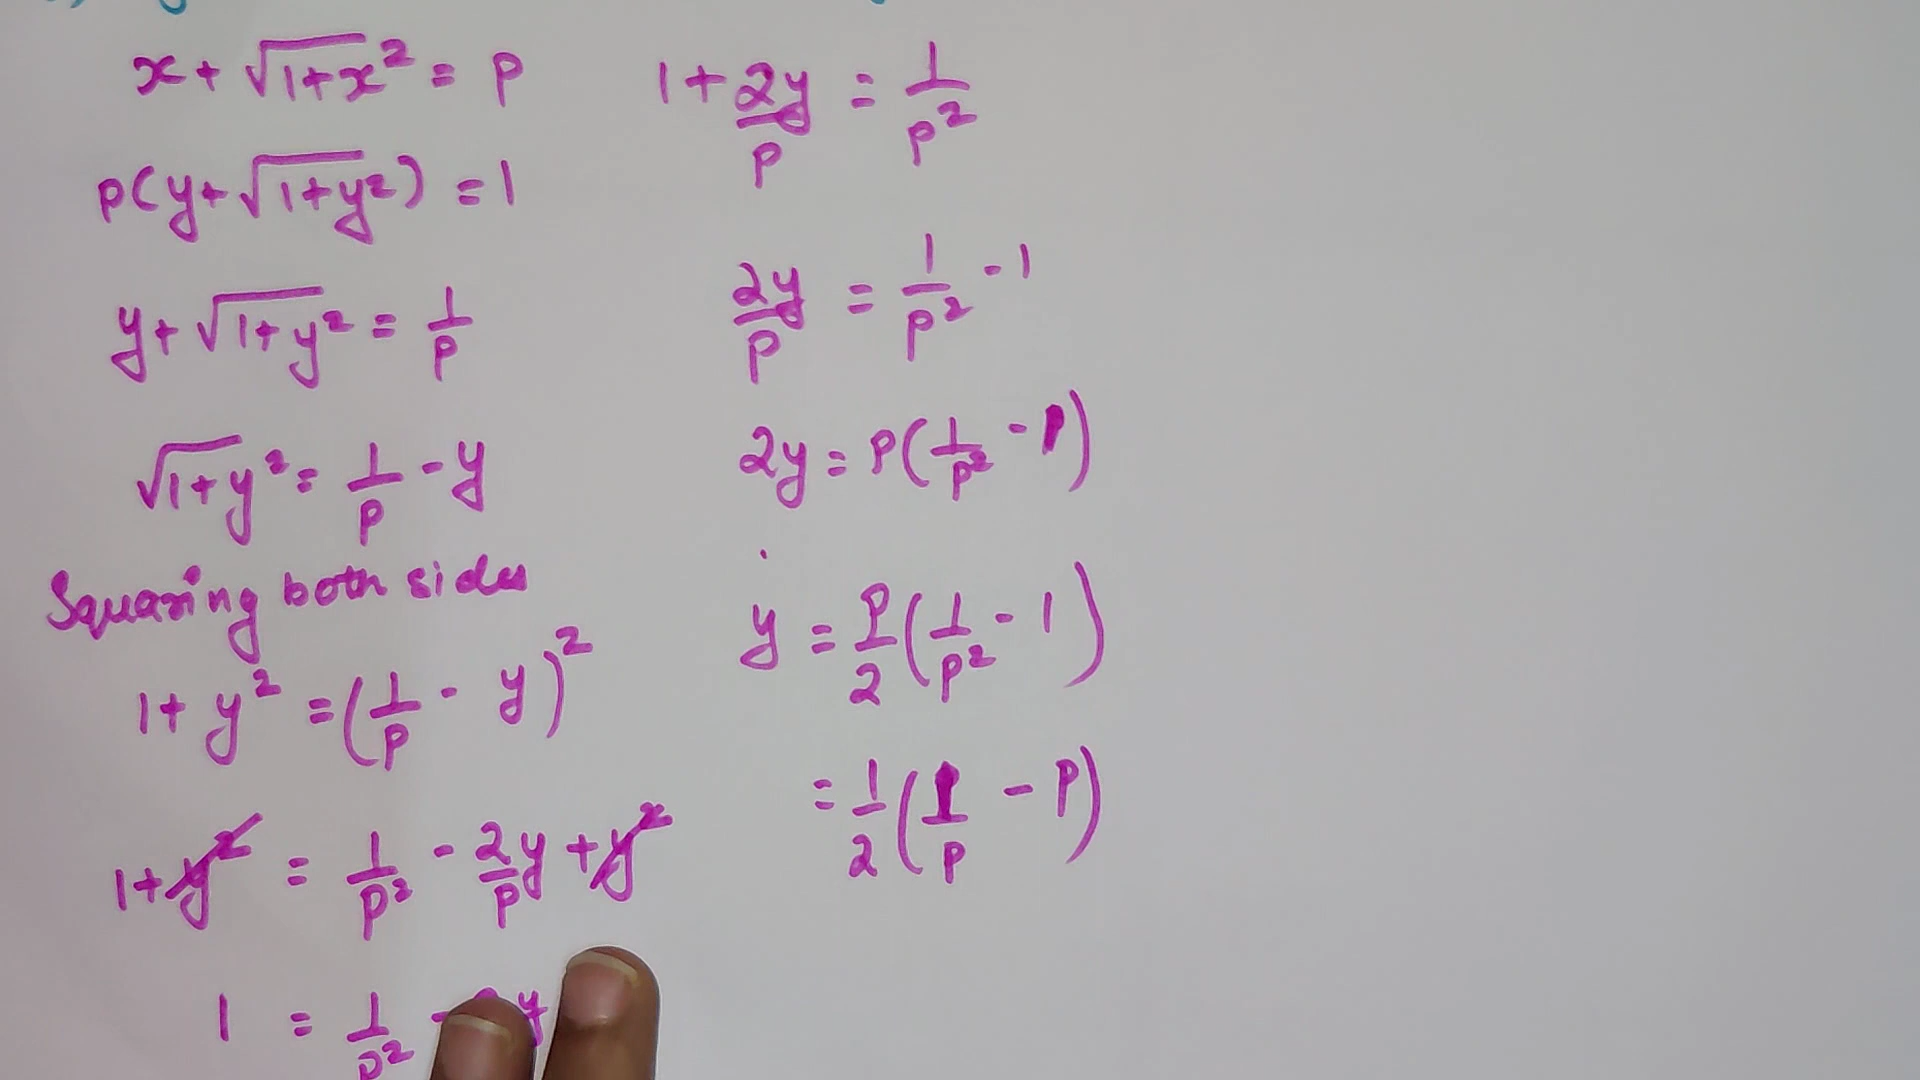 x + √1+x² = p
p(y+√1+y²) = 1
y+√1+y² = 1/p
√1+y² = 1/p - y
Squaring both sides
1+ y² = (1/p - y)²
1+y² = 1/p² - 2/p y + y²
1 = 1/p² -
1 + 2y/p = 1/p²
2y/p = 1/p² - 1
2y = p(1/p² - 1)
y = p/2 (1/p² - 1)
= 1/2 (1/p - p)